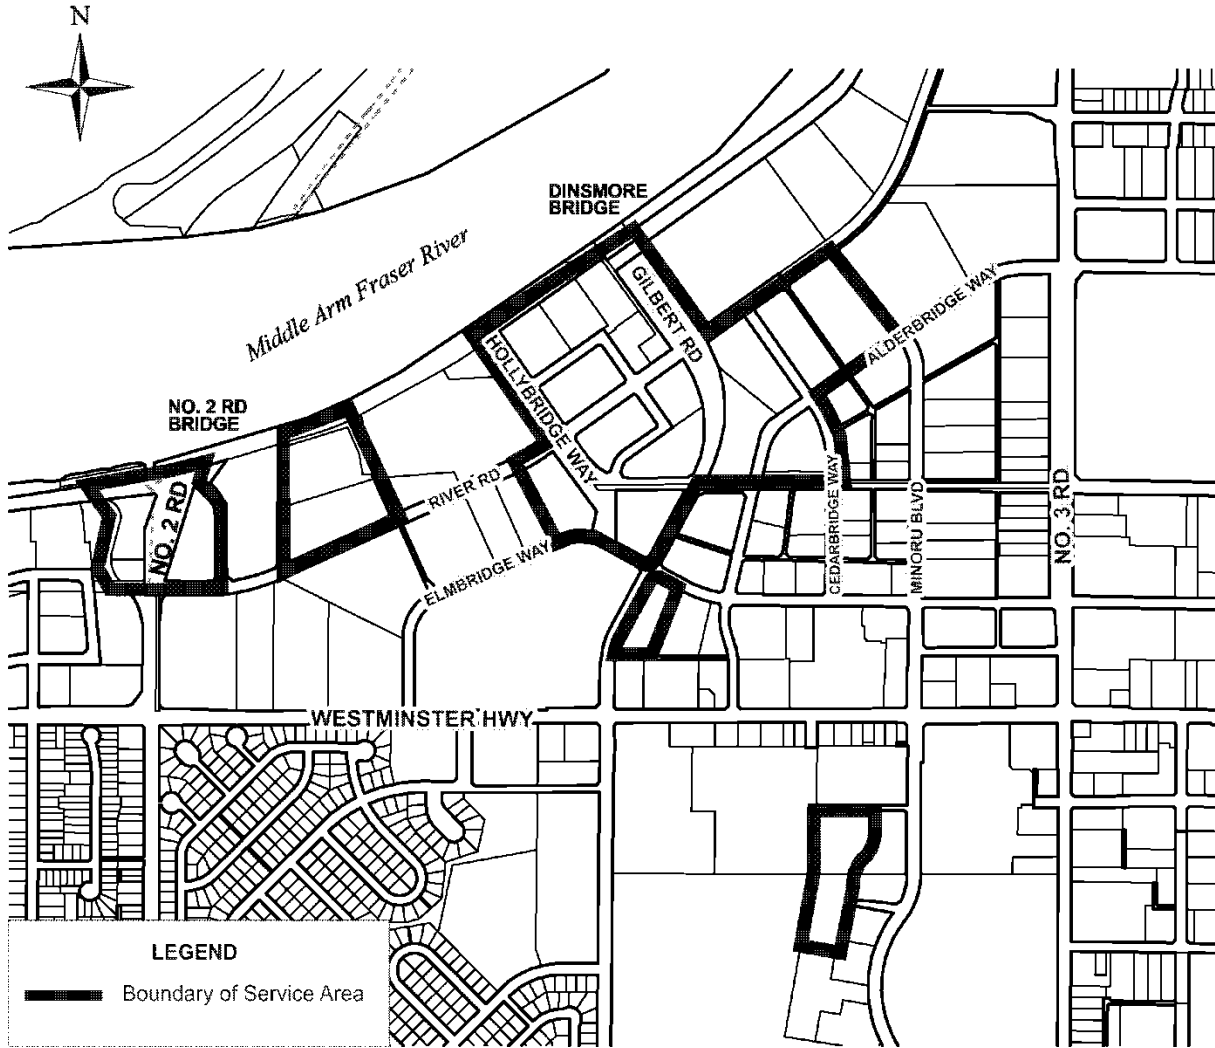 N
DINSMORE
BRIDGE
Middle Arm Fraser River
GILBERT RD
ALDERBRIDGE WAY
HOLLYBRIDGE WAY
NO. 2 RD
BRIDGE
NO. 2 RD
RIVER RD
ELMBRIDGE WAY
CEDARBRIDGE WAY
MINORU BLVD
NO. 3 RD
WESTMINSTER HWY
LEGEND
Boundary of Service Area